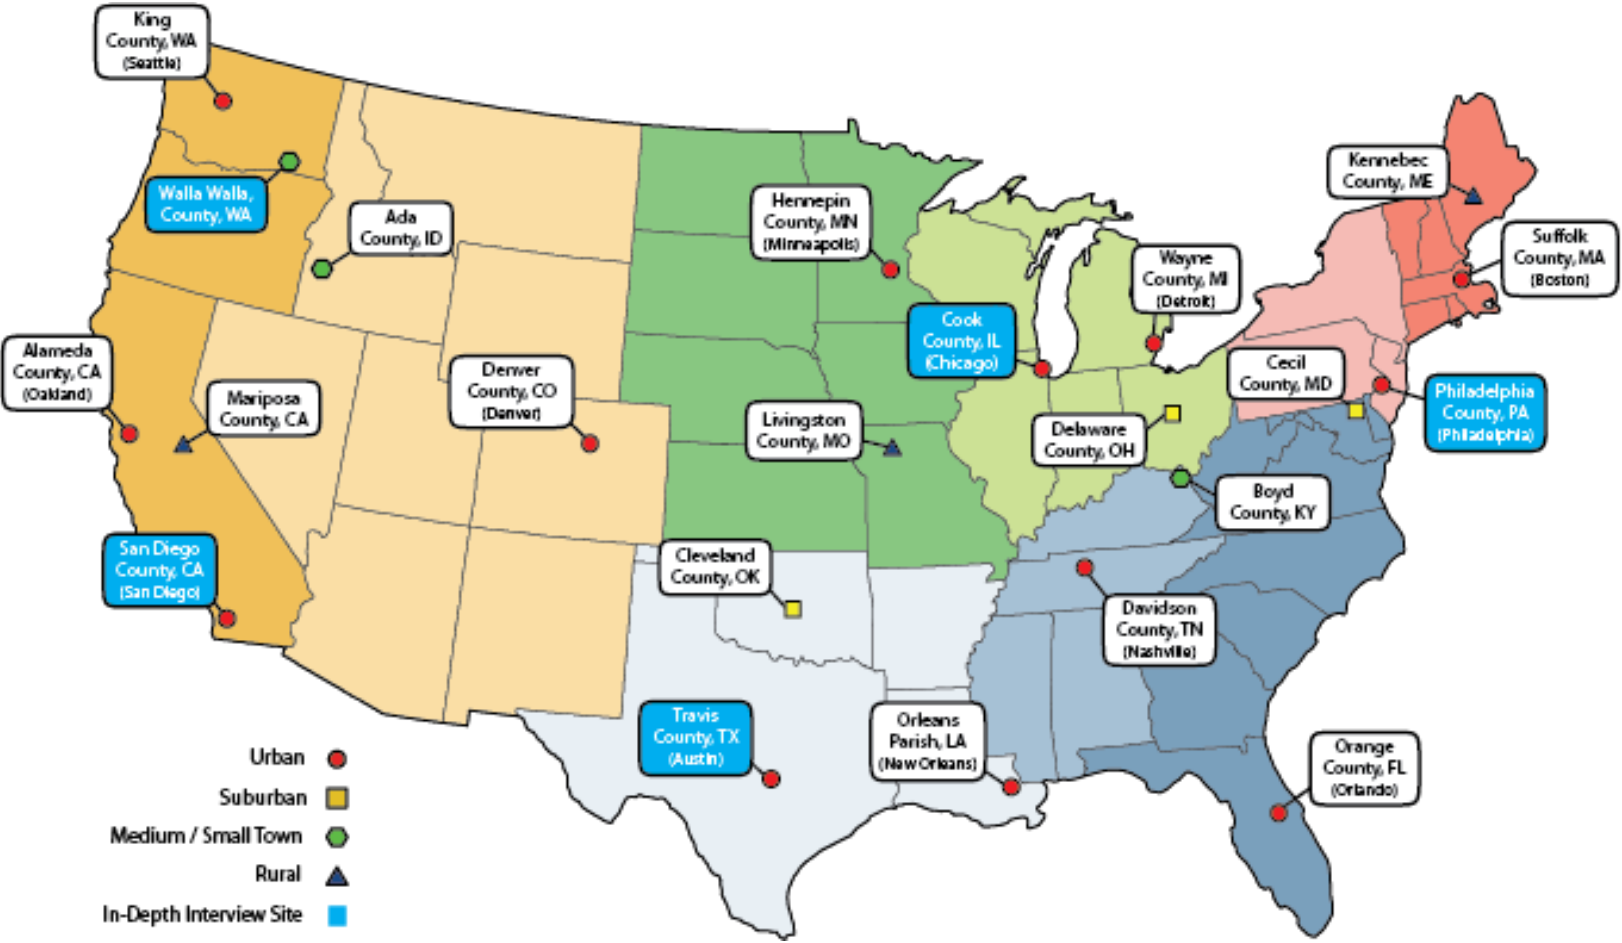 King
County, WA
(Seattle)
Walla Walla,
County, WA
Ada
County, ID
Hennepin
County, MN
(Minneapolis)
Kennebec
County, ME
Suffolk
County, MA
(Boston)
Wayne
County, MI
(Detroit)
Cook
County, IL
(Chicago)
Alameda
County, CA
(Oakland)
Mariposa
County, CA
Denver
County, CO
(Denver)
Livingston
County, MO
Delaware
County, OH
Cecil
County, MD
Philadelphia
County, PA
(Philadelphia)
Boyd
County, KY
San Diego
County, CA
(San Diego)
Cleveland
County, OK
Davidson
County, TN
(Nashville)
Travis
County, TX
(Austin)
Orleans
Parish, LA
(New Orleans)
Orange
County, FL
(Orlando)
Urban
Suburban
Medium / Small Town
Rural
In-Depth Interview Site